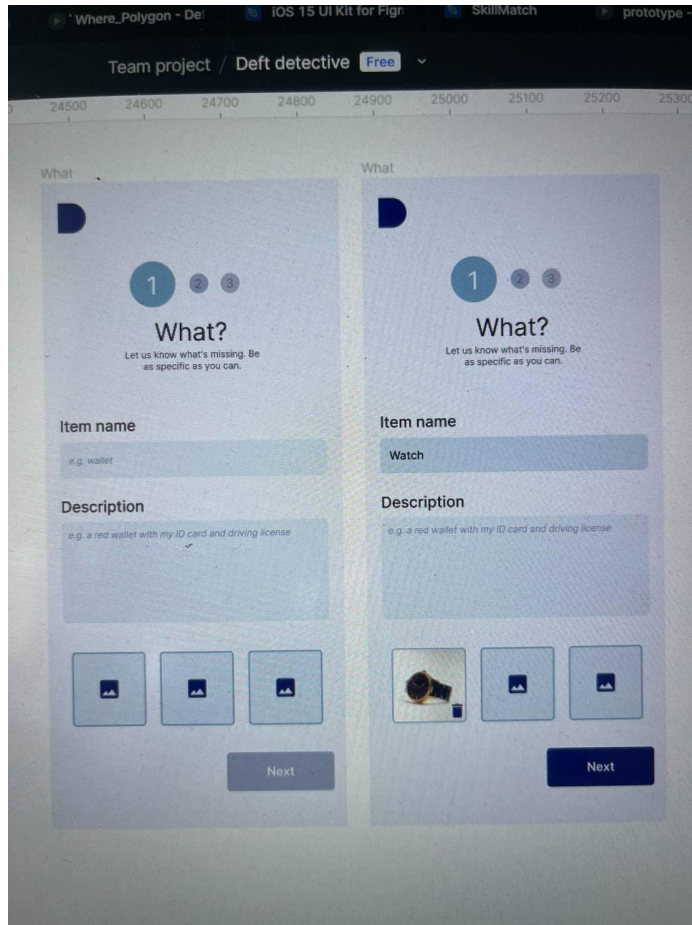 Where_Polygon - De
iOS 15 UI Kit for Figm
SkillMatch
prototype -
Team project / Deft detective Free
24500 24600 24700 24800 24900 25000 25100 25200 25300
What
What
1 2 3
What?
Let us know what's missing. Be
as specific as you can.
Item name
e.g. wallet
Description
e.g. a red wallet with my ID card and driving license
Next
1 2 3
What?
Let us know what's missing. Be
as specific as you can.
Item name
Watch
Description
e.g. a red wallet with my ID card and driving license
Next